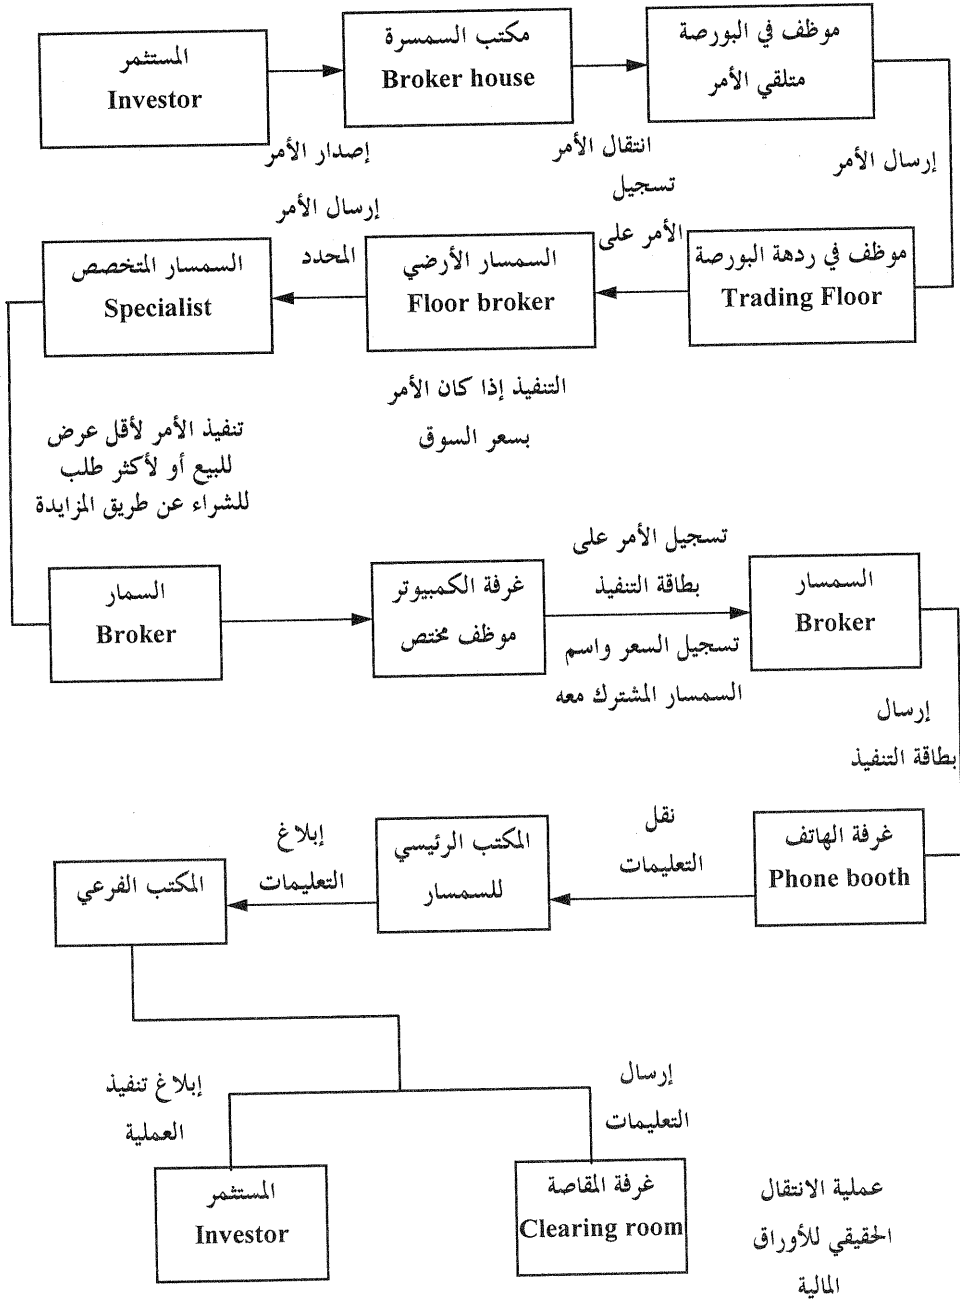 المستثمر
Investor
مكتب السمسرة
Broker house
موظف في البورصة
متلقي الأمر
إصدار الأمر
انتقال الأمر
إرسال الأمر
تسجيل
الأمر على
إرسال الأمر
المحدد
موظف في ردهة البورصة
Trading Floor
السمسار الأرضي
Floor broker
السمسار المتخصص
Specialist
التنفيذ إذا كان الأمر
بسعر السوق
تنفيذ الأمر لأقل عرض
للبيع أو لأكثر طلب
للشراء عن طريق المزايدة
السمار
Broker
غرفة الكمبيوتر
موظف مختص
تسجيل الأمر على
بطاقة التنفيذ
تسجيل السعر واسم
السمسار المشترك معه
السمسار
Broker
إرسال
بطاقة التنفيذ
غرفة الهاتف
Phone booth
نقل
التعليمات
المكتب الرئيسي
للسمسار
إبلاغ
التعليمات
المكتب الفرعي
إبلاغ تنفيذ
العملية
إرسال
التعليمات
المستثمر
Investor
غرفة المقاصة
Clearing room
عملية الانتقال
الحقيقي للأوراق
المالية